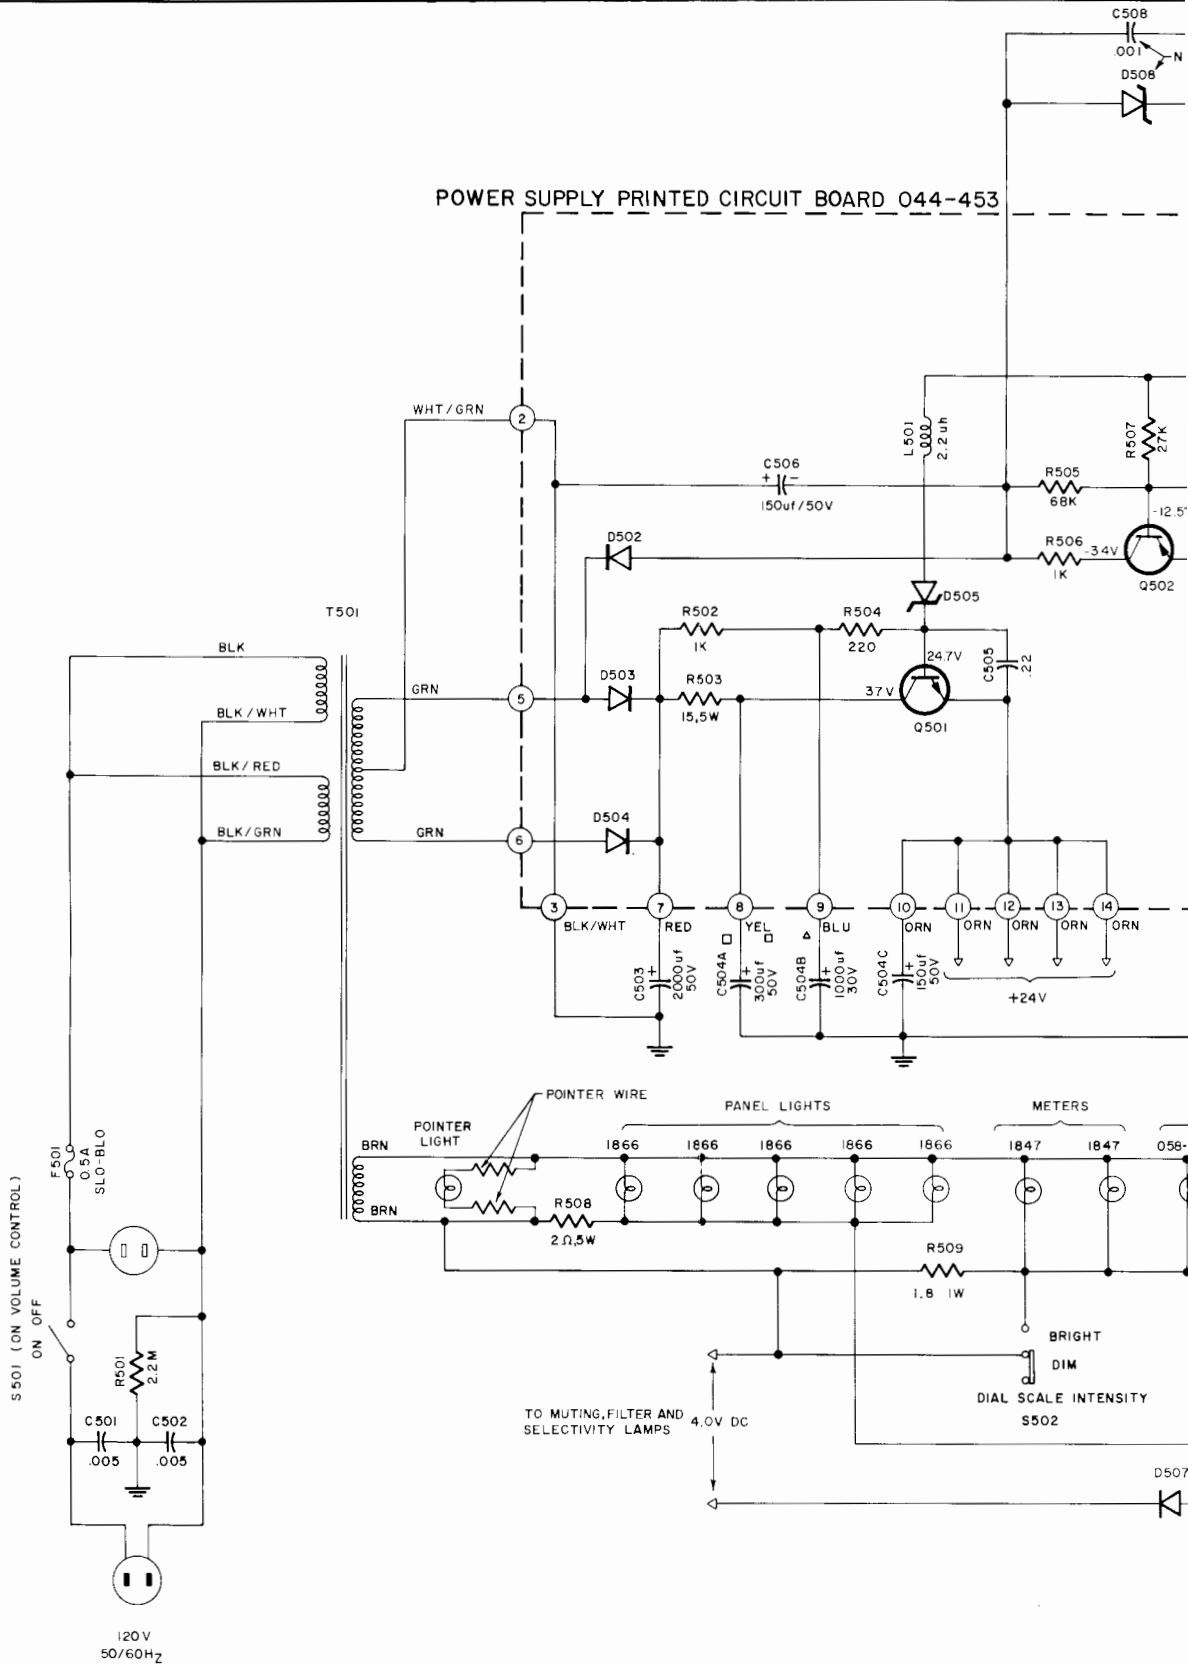 C508
.001
N
D508
POWER SUPPLY PRINTED CIRCUIT BOARD 044-453
WHT/GRN
2
L501
2.2uh
R507
27K
C506
+ -
150uf/50V
R505
68K
-12.5
D502
R506
1K
-34V
Q502
D505
T501
R502
1K
R504
220
24.7V
C505
.22
BLK
GRN
5
D503
R503
15,5W
37V
Q501
BLK/WHT
BLK/RED
BLK/GRN
GRN
6
D504
3
7
8
9
10
11
12
13
14
BLK/WHT
RED
YEL
BLU
ORN
ORN
ORN
ORN
ORN
C503
+
2000uf
50V
C504A
+
300uf
50V
C504B
+
1000uf
30V
C504C
+
150uf
50V
+24V
POINTER WIRE
PANEL LIGHTS
METERS
POINTER
LIGHT
BRN
1866
1866
1866
1866
1866
1847
1847
058-
F501
0.5A
SLO-BLO
BRN
R508
2Ω,5W
R509
1.8 1W
S501 (ON VOLUME CONTROL)
ON OFF
BRIGHT
DIM
DIAL SCALE INTENSITY
S502
R501
2.2M
C501
.005
C502
.005
TO MUTING, FILTER AND
SELECTIVITY LAMPS
4.0V DC
D507
120V
50/60Hz